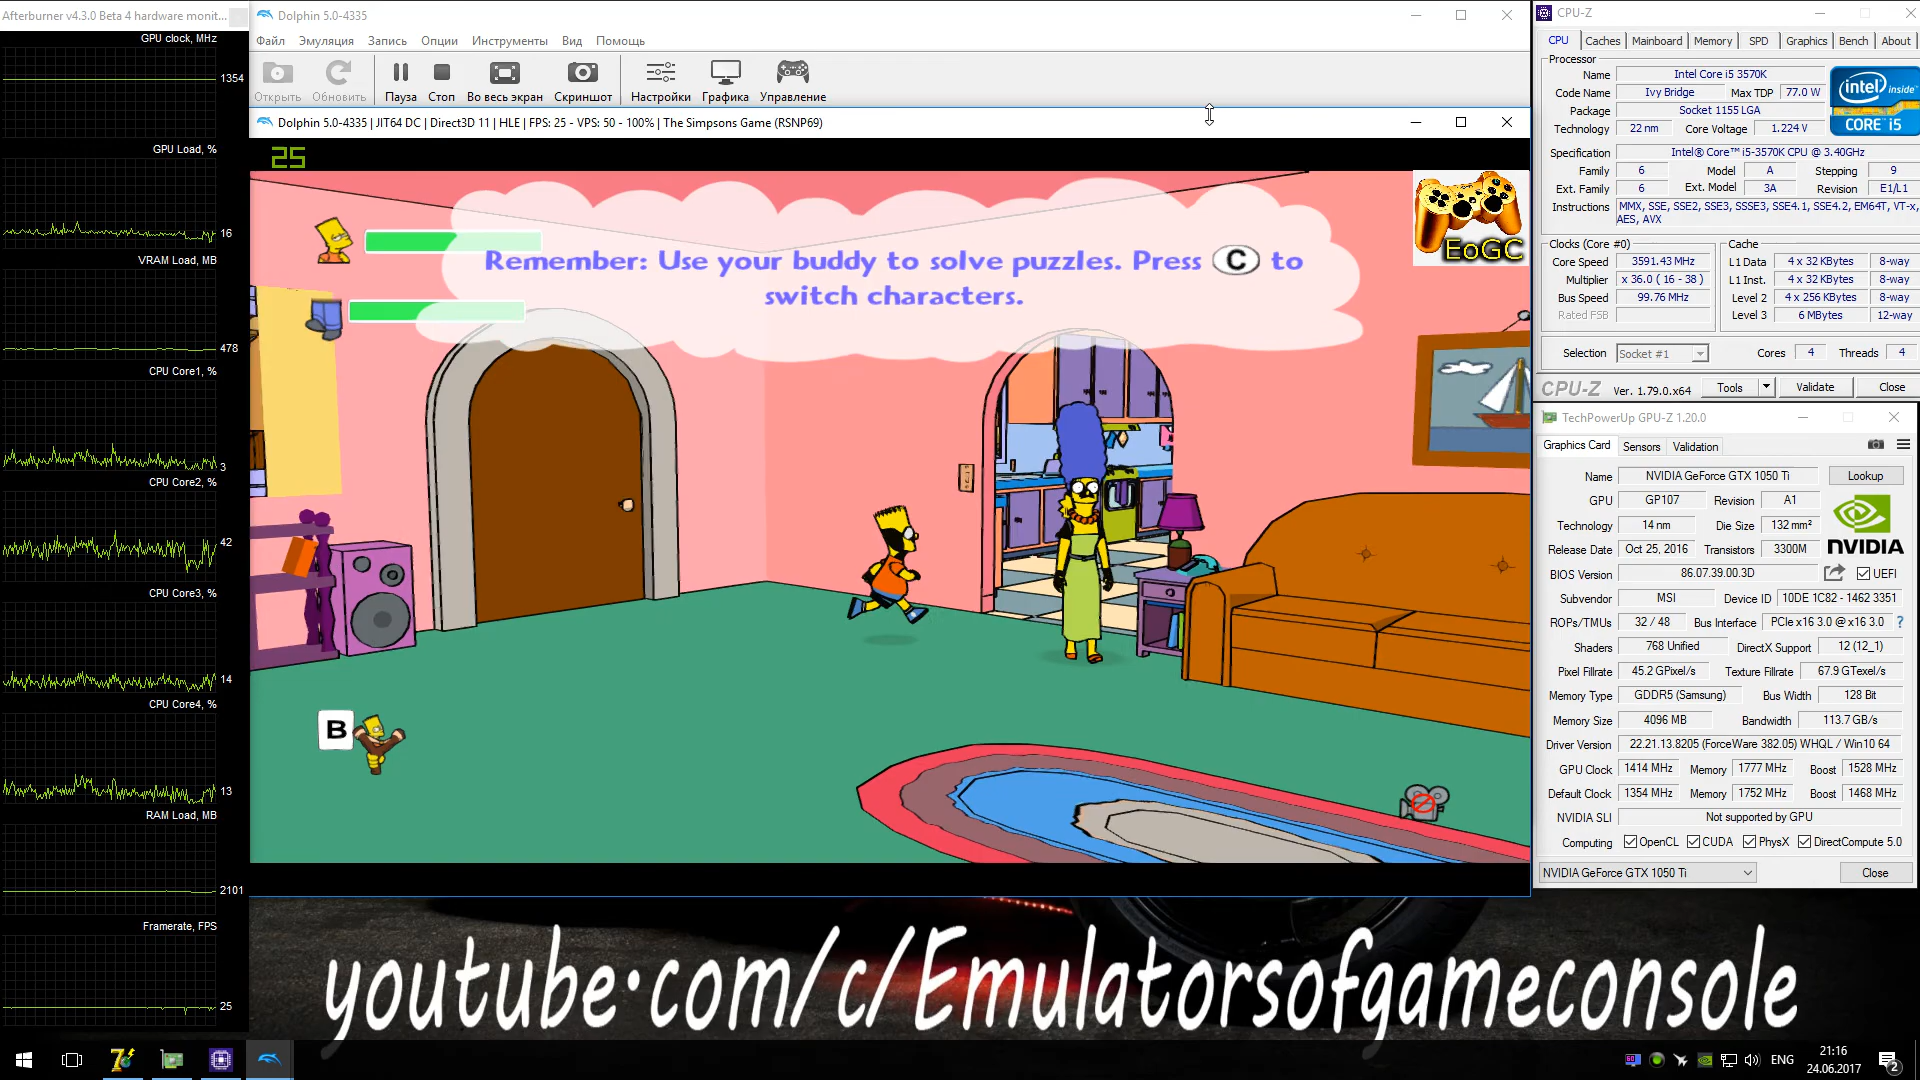 Afterburner v4.3.0 Beta 4 hardware monit...
GPU clock, MHz
1354
GPU Load, %
16
VRAM Load, MB
478
CPU Core1, %
3
CPU Core2, %
42
CPU Core3, %
14
CPU Core4, %
13
RAM Load, MB
2101
Framerate, FPS
25
Dolphin 5.0-4335
Файл Эмуляция Запись Опции Инструменты Вид Помощь
Открыть Обновить Пауза Стоп Во весь экран Скриншот Настройки Графика Управление
Dolphin 5.0-4335 | JIT64 DC | Direct3D 11 | HLE | FPS: 25 - VPS: 50 - 100% | The Simpsons Game (RSNP69)
25
Remember: Use your buddy to solve puzzles. Press C to
switch characters.
EoGC
B
youtube.com/c/Emulatorsofgameconsole
CPU-Z
CPU Caches Mainboard Memory SPD Graphics Bench About
Processor
Name Intel Core i5 3570K
Code Name Ivy Bridge Max TDP 77.0 W
Package Socket 1155 LGA
Technology 22 nm Core Voltage 1.224 V
intel inside
CORE i5
Specification Intel® Core™ i5-3570K CPU @ 3.40GHz
Family 6 Model A Stepping 9
Ext. Family 6 Ext. Model 3A Revision E1/L1
Instructions MMX, SSE, SSE2, SSE3, SSSE3, SSE4.1, SSE4.2, EM64T, VT-x,
AES, AVX
Clocks (Core #0) Cache
Core Speed 3591.43 MHz L1 Data 4 x 32 KBytes 8-way
Multiplier x 36.0 ( 16 - 38 ) L1 Inst. 4 x 32 KBytes 8-way
Bus Speed 99.76 MHz Level 2 4 x 256 KBytes 8-way
Rated FSB Level 3 6 MBytes 12-way
Selection Socket #1 Cores 4 Threads 4
CPU-Z Ver. 1.79.0.x64 Tools Validate Close
TechPowerUp GPU-Z 1.20.0
Graphics Card Sensors Validation
Name NVIDIA GeForce GTX 1050 Ti Lookup
GPU GP107 Revision A1
Technology 14 nm Die Size 132 mm²
Release Date Oct 25, 2016 Transistors 3300M
NVIDIA
BIOS Version 86.07.39.00.3D UEFI
Subvendor MSI Device ID 10DE 1C82 - 1462 3351
ROPs/TMUs 32 / 48 Bus Interface PCIe x16 3.0 @ x16 3.0 ?
Shaders 768 Unified DirectX Support 12 (12_1)
Pixel Fillrate 45.2 GPixel/s Texture Fillrate 67.9 GTexel/s
Memory Type GDDR5 (Samsung) Bus Width 128 Bit
Memory Size 4096 MB Bandwidth 113.7 GB/s
Driver Version 22.21.13.8205 (ForceWare 382.05) WHQL / Win10 64
GPU Clock 1414 MHz Memory 1777 MHz Boost 1528 MHz
Default Clock 1354 MHz Memory 1752 MHz Boost 1468 MHz
NVIDIA SLI Not supported by GPU
Computing OpenCL CUDA PhysX DirectCompute 5.0
NVIDIA GeForce GTX 1050 Ti Close
60
ENG
21:16
24.06.2017
2